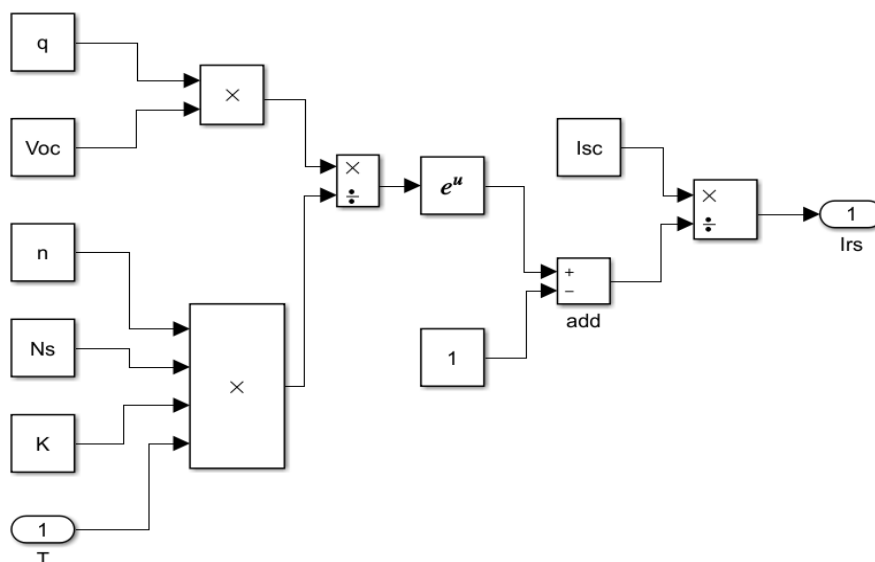 q
×
Voc
×
÷
e^u
Isc
×
÷
1
Irs
n
+
−
add
Ns
×
1
K
1
T